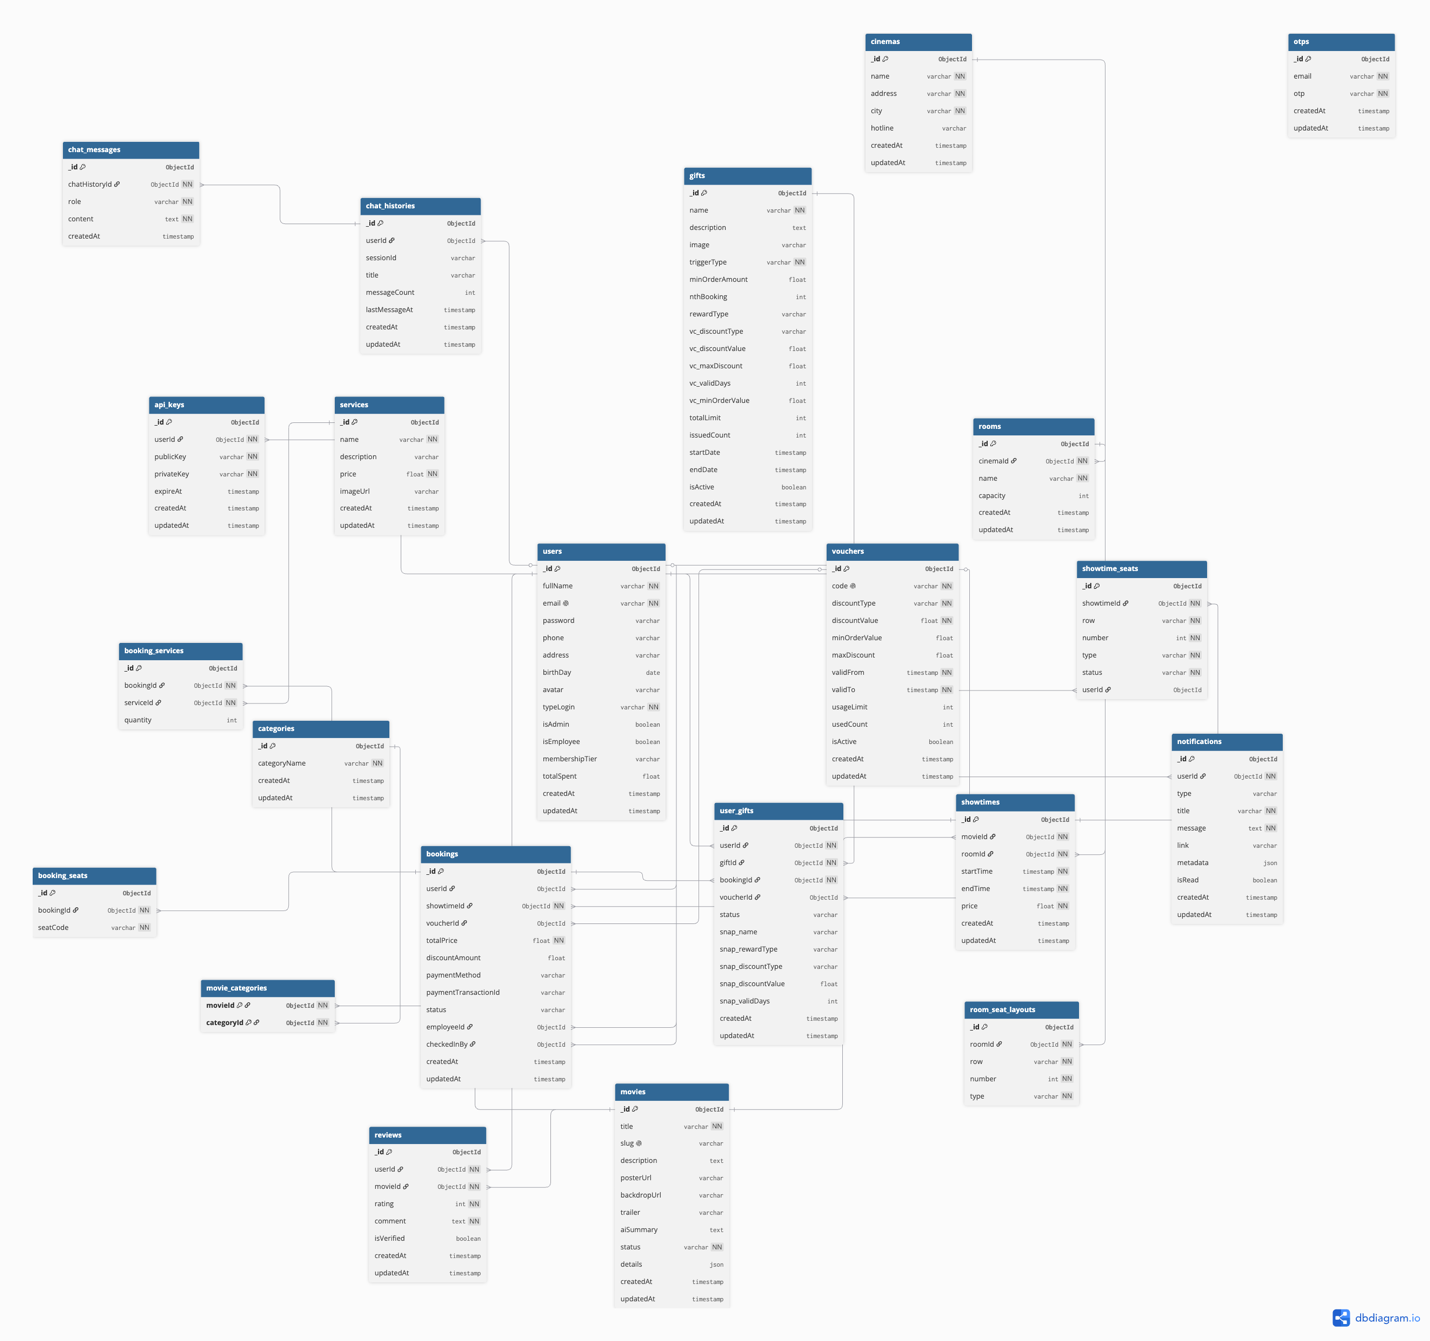 cinemas
_id ObjectId
name varchar NN
address varchar NN
city varchar NN
hotline varchar
createdAt timestamp
updatedAt timestamp
otps
_id ObjectId
email varchar NN
otp varchar NN
createdAt timestamp
updatedAt timestamp
chat_messages
_id ObjectId
chatHistoryId ObjectId NN
role varchar NN
content text NN
createdAt timestamp
chat_histories
_id ObjectId
userId ObjectId
sessionId varchar
title varchar
messageCount int
lastMessageAt timestamp
createdAt timestamp
updatedAt timestamp
gifts
_id ObjectId
name varchar NN
description text
image varchar
triggerType varchar NN
minOrderAmount float
nthBooking int
rewardType varchar
vc_discountType varchar
vc_discountValue float
vc_maxDiscount float
vc_validDays int
vc_minOrderValue float
totalLimit int
issuedCount int
startDate timestamp
endDate timestamp
isActive boolean
createdAt timestamp
updatedAt timestamp
api_keys
_id ObjectId
userId ObjectId NN
publicKey varchar NN
privateKey varchar NN
expireAt timestamp
createdAt timestamp
updatedAt timestamp
services
_id ObjectId
name varchar NN
description varchar
price float NN
imageUrl varchar
createdAt timestamp
updatedAt timestamp
rooms
_id ObjectId
cinemaId ObjectId NN
name varchar NN
capacity int
createdAt timestamp
updatedAt timestamp
users
_id ObjectId
fullName varchar NN
email varchar NN
password varchar
phone varchar
address varchar
birthDay date
avatar varchar
typeLogin varchar NN
isAdmin boolean
isEmployee boolean
membershipTier varchar
totalSpent float
createdAt timestamp
updatedAt timestamp
vouchers
_id ObjectId
code varchar NN
discountType varchar NN
discountValue float NN
minOrderValue float
maxDiscount float
validFrom timestamp NN
validTo timestamp NN
usageLimit int
usedCount int
isActive boolean
createdAt timestamp
updatedAt timestamp
showtime_seats
_id ObjectId
showtimeId ObjectId NN
row varchar NN
number int NN
type varchar NN
status varchar NN
userId ObjectId
booking_services
_id ObjectId
bookingId ObjectId NN
serviceId ObjectId NN
quantity int
categories
_id ObjectId
categoryName varchar NN
createdAt timestamp
updatedAt timestamp
notifications
_id ObjectId
userId ObjectId NN
type varchar
title varchar NN
message text NN
link varchar
metadata json
isRead boolean
createdAt timestamp
updatedAt timestamp
user_gifts
_id ObjectId
userId ObjectId NN
giftId ObjectId NN
bookingId ObjectId NN
voucherId ObjectId
status varchar
snap_name varchar
snap_rewardType varchar
snap_discountType varchar
snap_discountValue float
snap_validDays int
createdAt timestamp
updatedAt timestamp
showtimes
_id ObjectId
movieId ObjectId NN
roomId ObjectId NN
startTime timestamp NN
endTime timestamp NN
price float NN
createdAt timestamp
updatedAt timestamp
bookings
_id ObjectId
userId ObjectId
showtimeId ObjectId NN
voucherId ObjectId
totalPrice float NN
discountAmount float
paymentMethod varchar
paymentTransactionId varchar
status varchar
employeeId ObjectId
checkedInBy ObjectId
createdAt timestamp
updatedAt timestamp
booking_seats
_id ObjectId
bookingId ObjectId NN
seatCode varchar NN
movie_categories
movieId ObjectId NN
categoryId ObjectId NN
room_seat_layouts
_id ObjectId
roomId ObjectId NN
row varchar NN
number int NN
type varchar NN
movies
_id ObjectId
title varchar NN
slug varchar
description text
posterUrl varchar
backdropUrl varchar
trailer varchar
aiSummary text
status varchar NN
details json
createdAt timestamp
updatedAt timestamp
reviews
_id ObjectId
userId ObjectId NN
movieId ObjectId NN
rating int NN
comment text NN
isVerified boolean
createdAt timestamp
updatedAt timestamp
dbdiagram.io